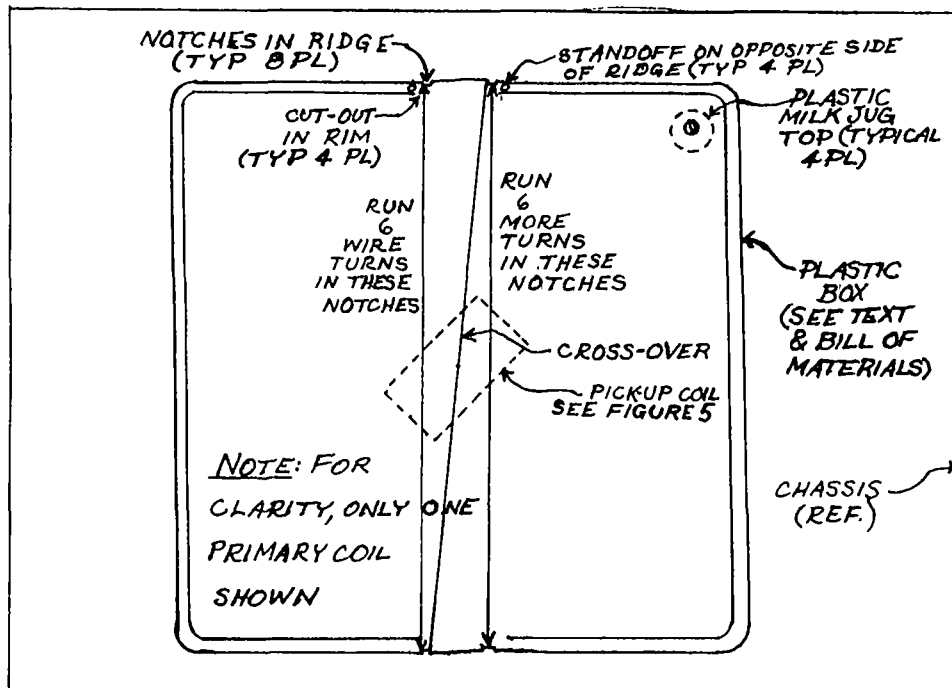 NOTCHES IN RIDGE
(TYP 8 PL)
STANDOFF ON OPPOSITE SIDE
OF RIDGE (TYP 4 PL)
CUT-OUT
IN RIM
(TYP 4 PL)
PLASTIC
MILK JUG
TOP (TYPICAL
4 PL)
RUN
6
WIRE
TURNS
IN THESE
NOTCHES
RUN
6
MORE
TURNS
IN THESE
NOTCHES
PLASTIC
BOX
(SEE TEXT
& BILL OF
MATERIALS)
CROSS-OVER
PICK-UP COIL
SEE FIGURE 5
NOTE: FOR
CLARITY, ONLY ONE
PRIMARY COIL
SHOWN
CHASSIS
(REF.)